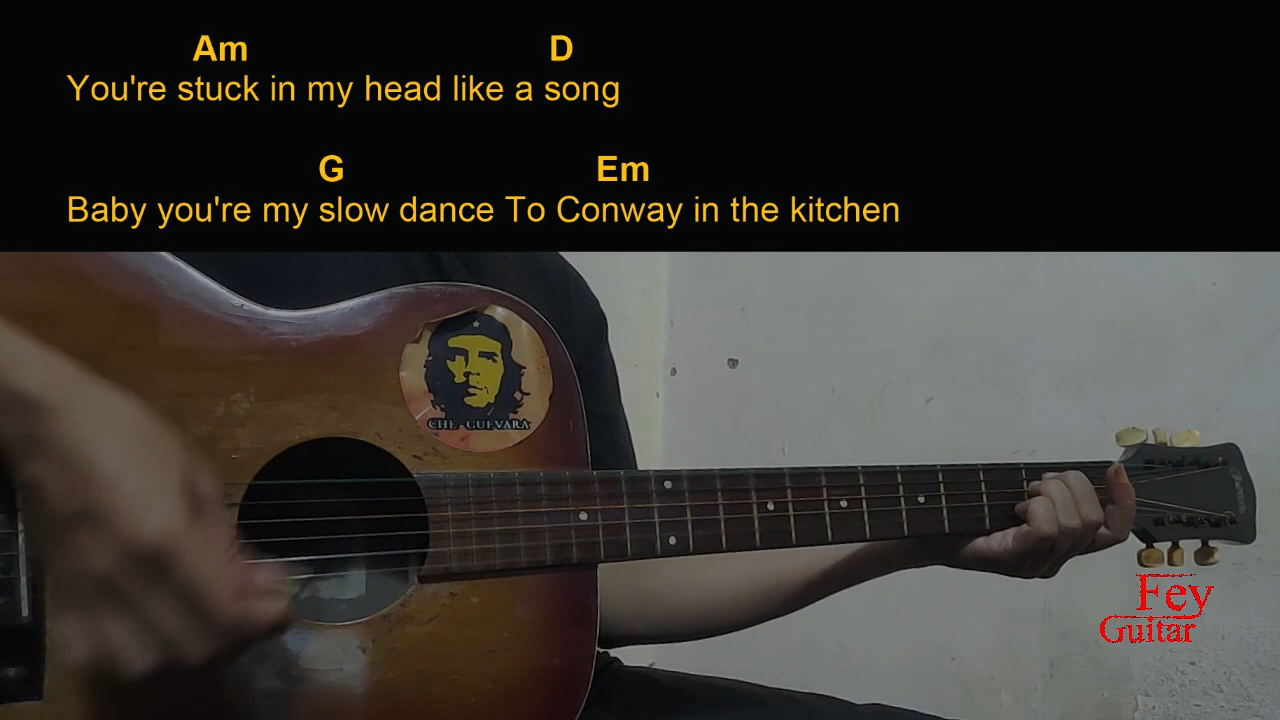 Am D
You're stuck in my head like a song
G Em
Baby you're my slow dance To Conway in the kitchen
CHE GUEVARA
Fey
Guitar